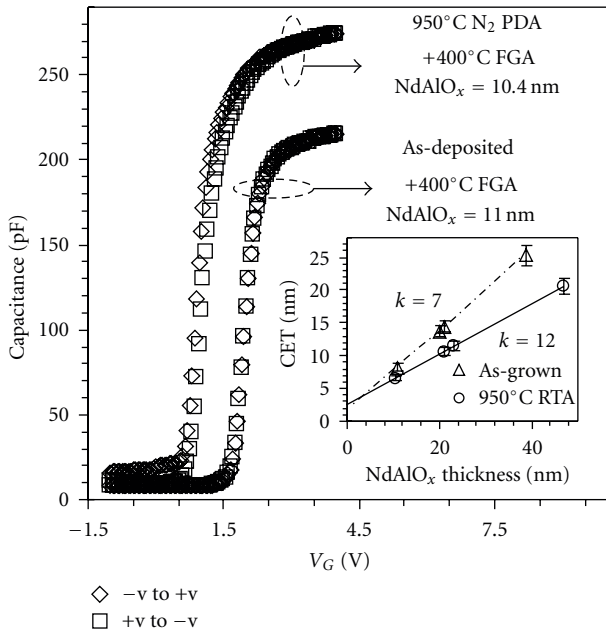 950°C N₂ PDA
+400°C FGA
NdAlOₓ = 10.4 nm
As-deposited
+400°C FGA
NdAlOₓ = 11 nm
Capacitance (pF)
250
200
150
100
50
0
−1.5
1.5
4.5
7.5
V_G (V)
CET (nm)
25
20
15
10
5
0
0
20
40
NdAlOₓ thickness (nm)
k = 7
k = 12
As-grown
950°C RTA
−v to +v
+v to −v